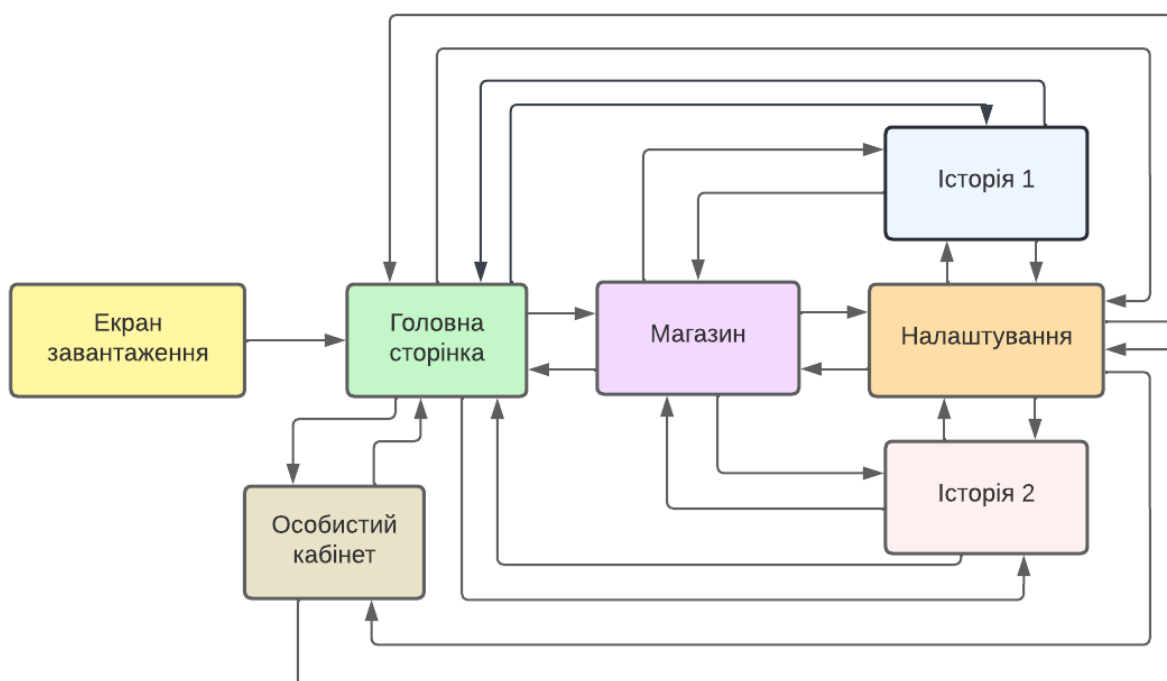 Історія 1
Екран
завантаження
Головна
сторінка
Магазин
Налаштування
Історія 2
Особистий
кабінет